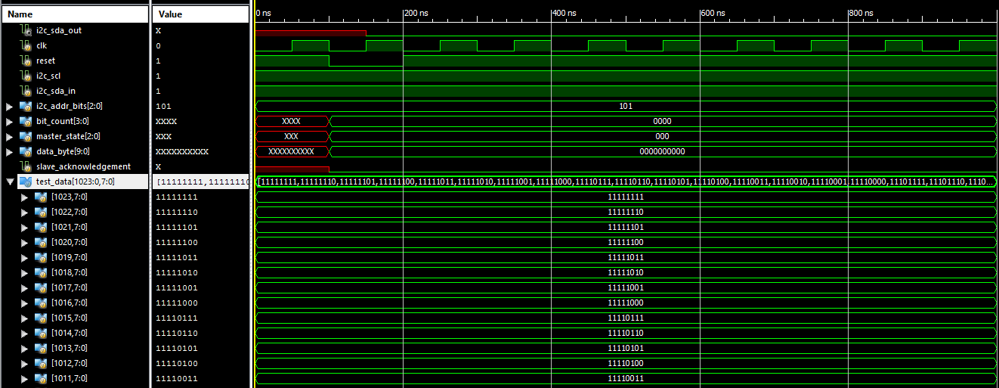 Name Value 0 ns 200 ns 400 ns 600 ns 800 ns
i2c_sda_out X
clk 0
reset 1
i2c_scl 1
i2c_sda_in 1
i2c_addr_bits[2:0] 101 101
bit_count[3:0] XXXX XXXX 0000
master_state[2:0] XXX XXX 000
data_byte[9:0] XXXXXXXXXX XXXXXXXXXX 0000000000
slave_acknowledgement X
test_data[1023:0,7:0] [11111111,11111110 [11111111,11111110,11111101,11111100,11111011,11111010,11111001,11111000,11110111,11110110,11110101,11110100,11110011,11110010,11110001,11110000,11101111,11101110,1110...
[1023,7:0] 11111111 11111111
[1022,7:0] 11111110 11111110
[1021,7:0] 11111101 11111101
[1020,7:0] 11111100 11111100
[1019,7:0] 11111011 11111011
[1018,7:0] 11111010 11111010
[1017,7:0] 11111001 11111001
[1016,7:0] 11111000 11111000
[1015,7:0] 11110111 11110111
[1014,7:0] 11110110 11110110
[1013,7:0] 11110101 11110101
[1012,7:0] 11110100 11110100
[1011,7:0] 11110011 11110011